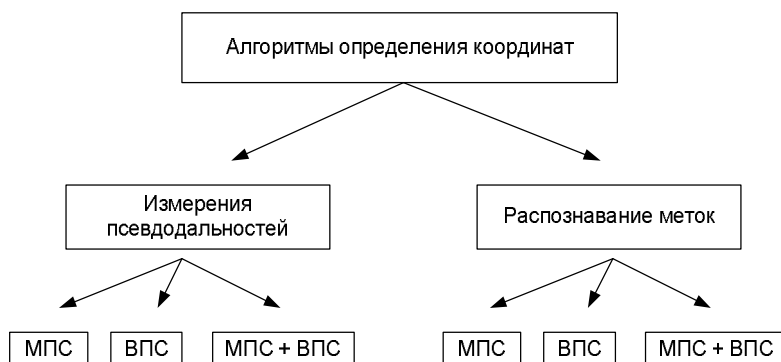 Алгоритмы определения координат
Измерения
псевдодальностей
Распознавание меток
МПС
ВПС
МПС + ВПС
МПС
ВПС
МПС + ВПС